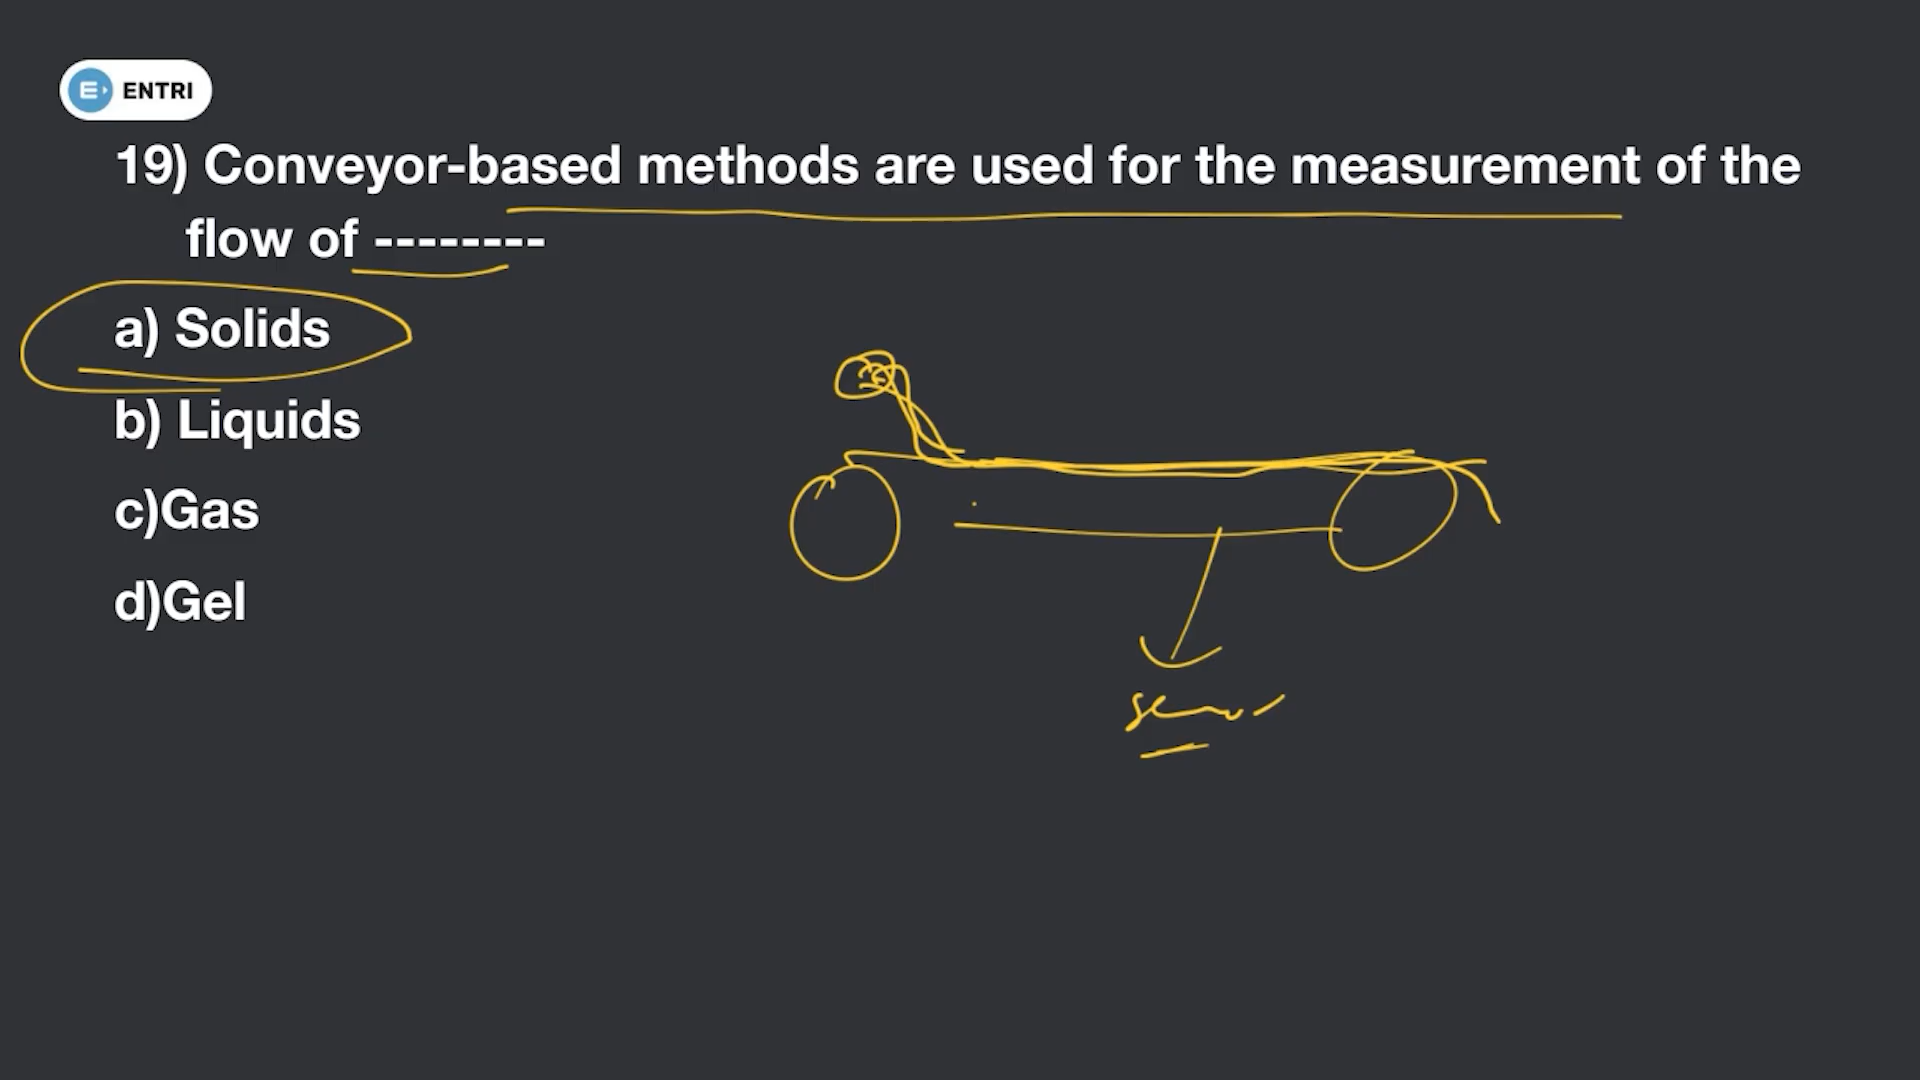 ENTRI
19) Conveyor-based methods are used for the measurement of the
flow of --------
a) Solids
b) Liquids
c)Gas
d)Gel